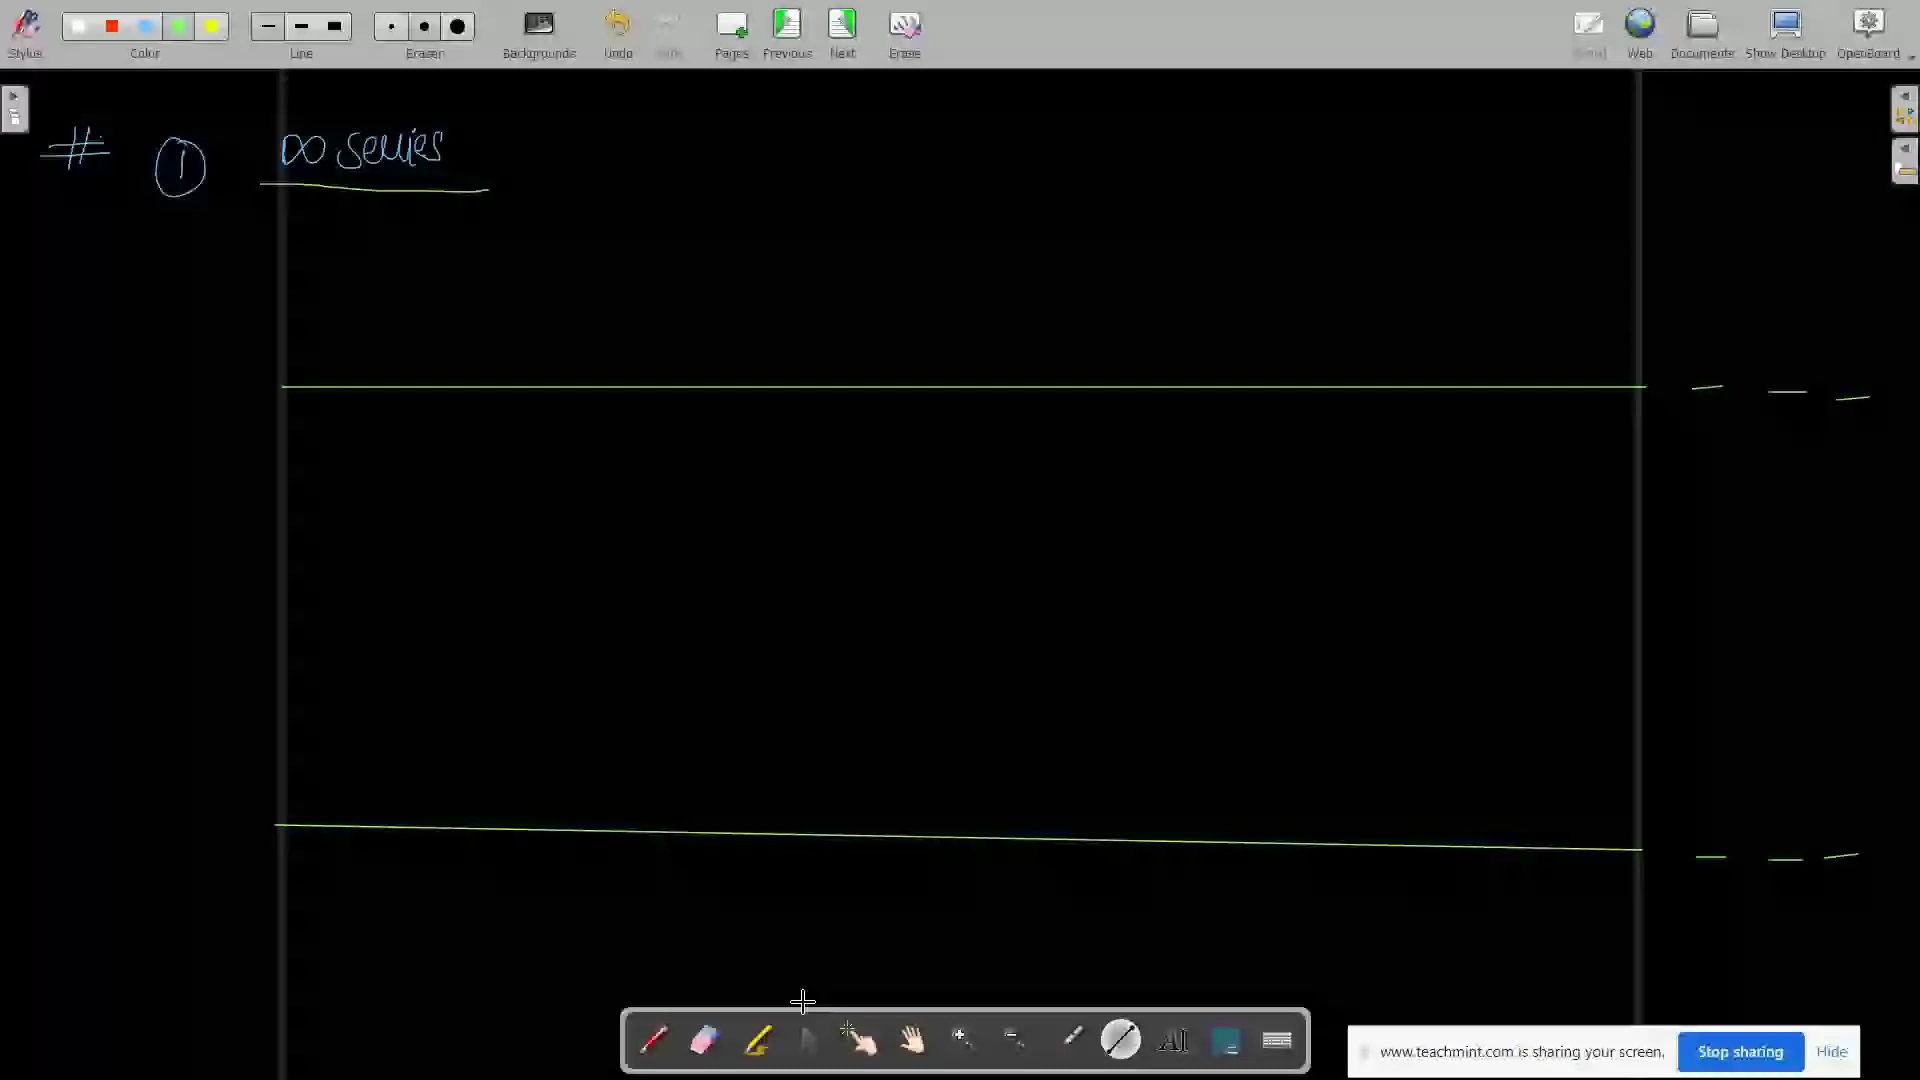 Stylus Color Line Eraser Backgrounds Undo Pages Previous Next Erase Web Documents Show Desktop OpenBoard
# ① ∞ series
AI
www.teachmint.com is sharing your screen. Stop sharing Hide